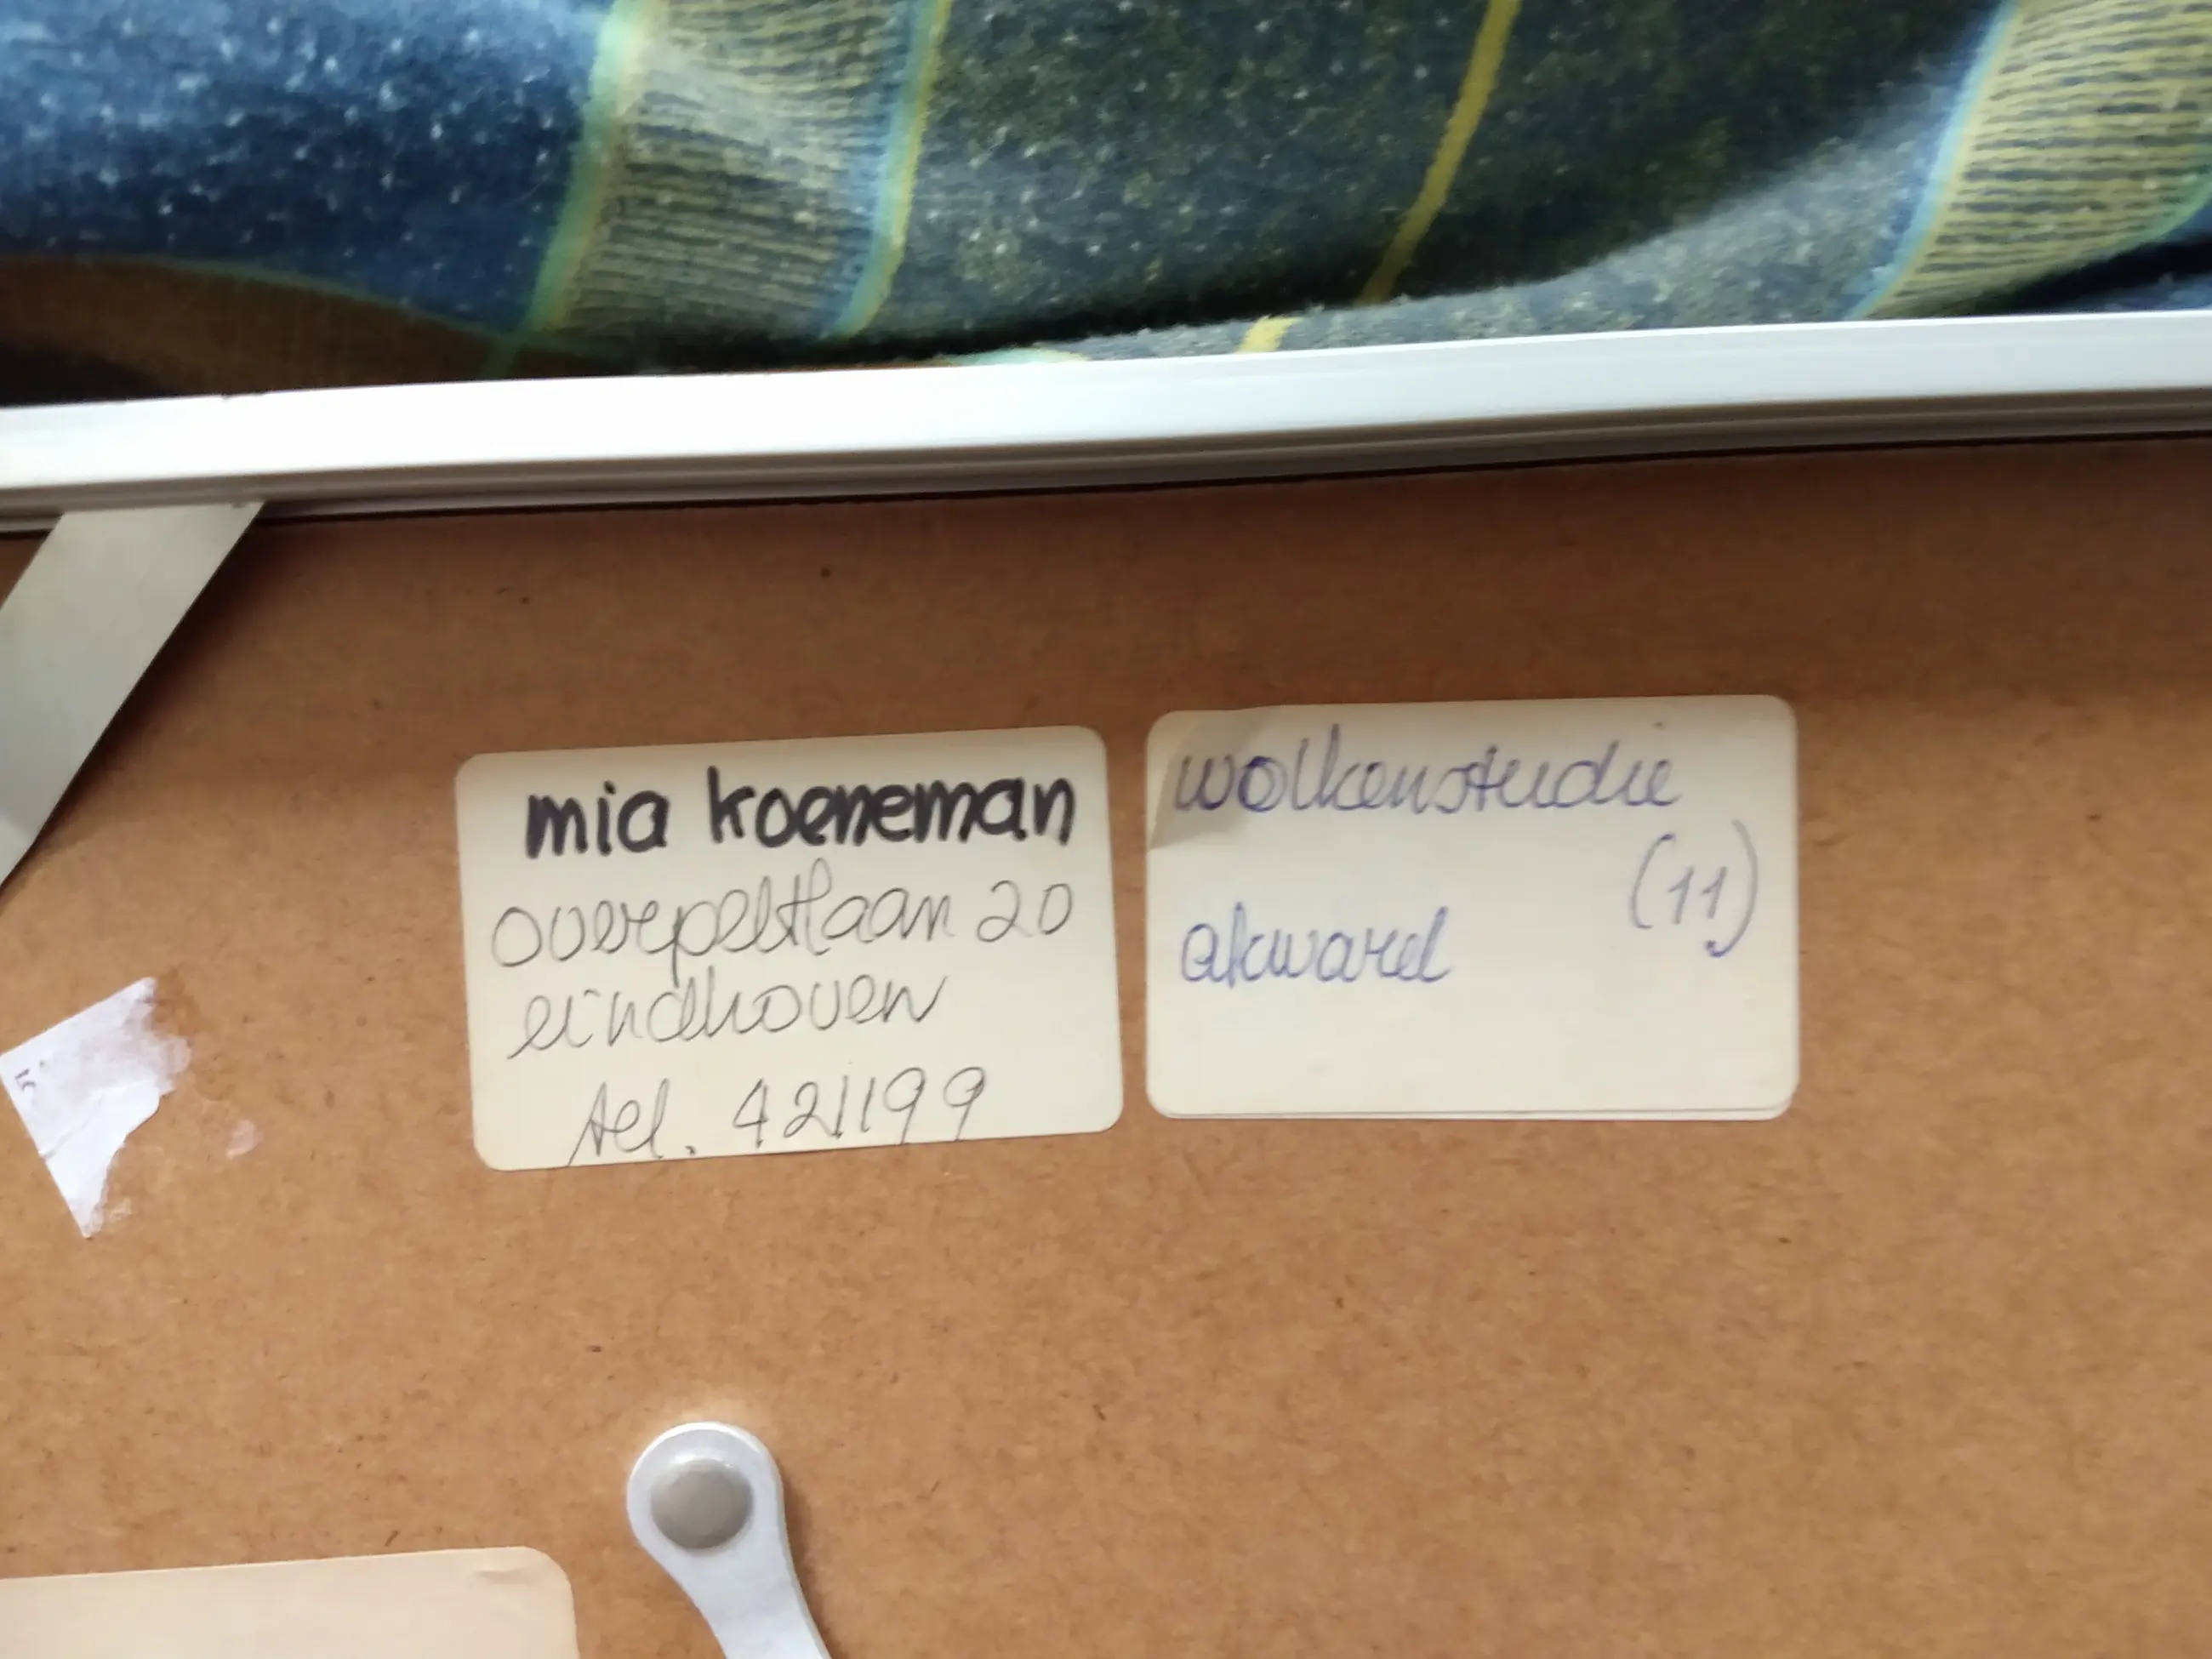 mia koeneman
overpeltlaan 20
eindhoven
tel. 421199
wolkenstudie
(11)
akwarel